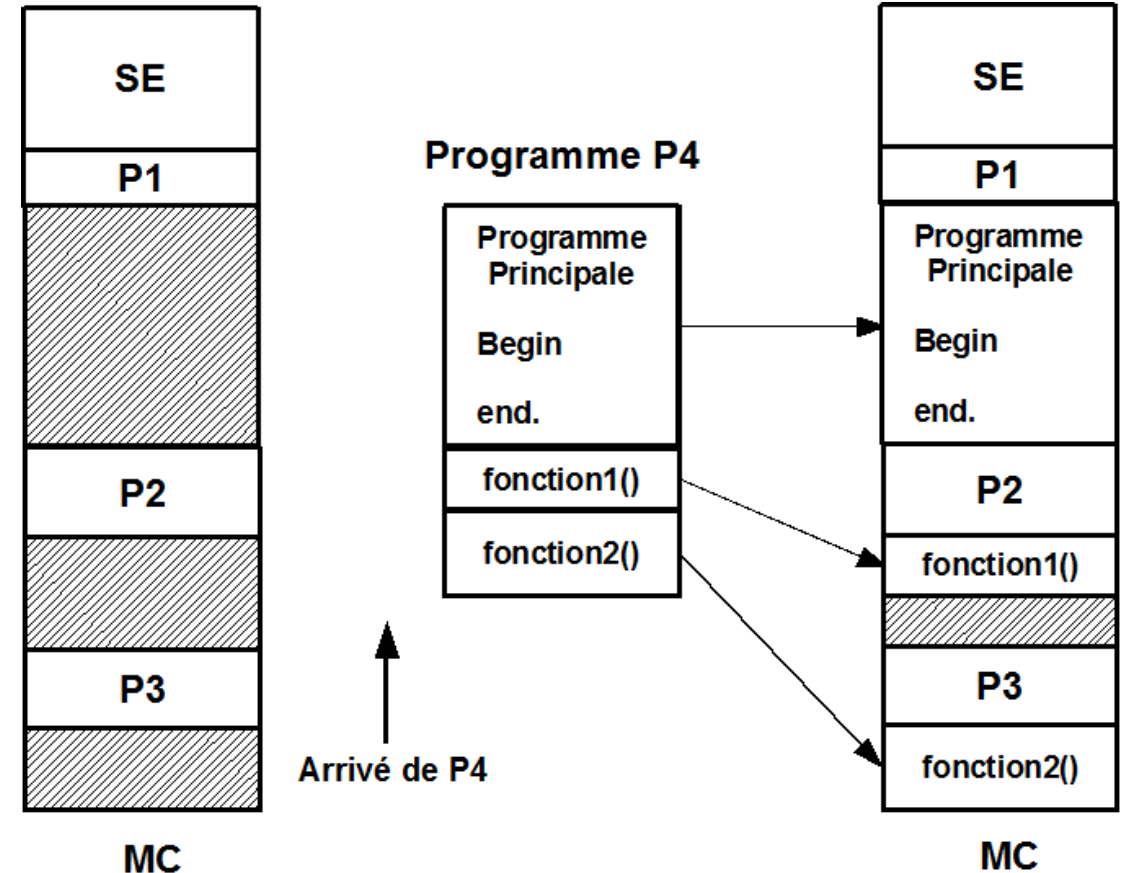 SE
P1
P2
P3
MC
Programme P4
Programme
Principale
Begin
end.
fonction1()
fonction2()
Arrivé de P4
SE
P1
Programme
Principale
Begin
end.
P2
fonction1()
P3
fonction2()
MC